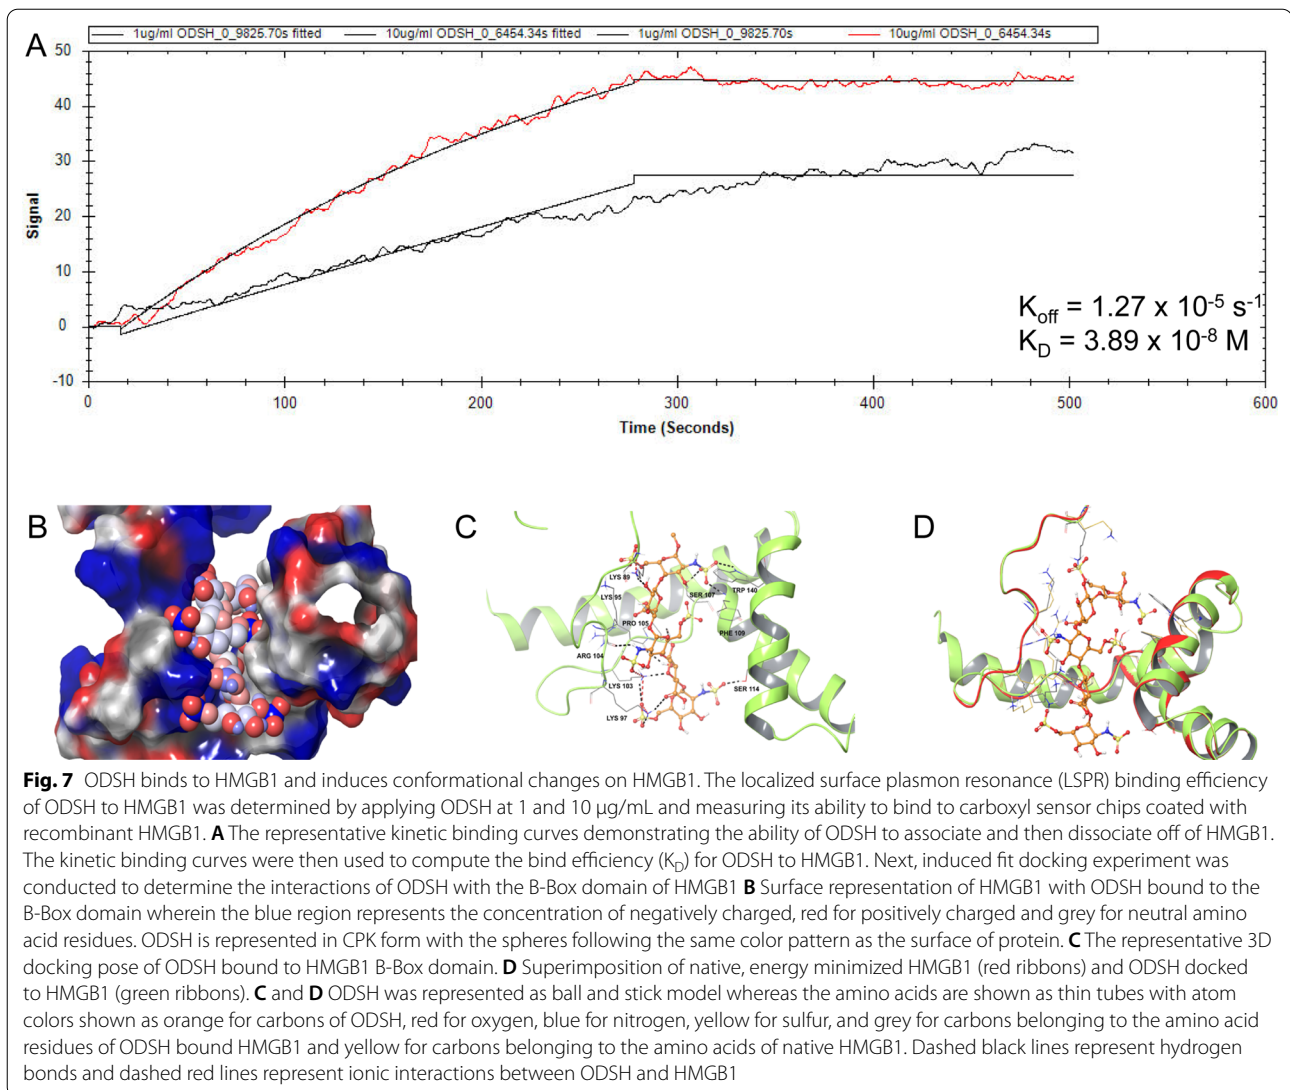 A
1ug/ml ODSH_0_9825.70s fitted 10ug/ml ODSH_0_6454.34s fitted 1ug/ml ODSH_0_9825.70s 10ug/ml ODSH_0_6454.34s
50
40
30
20
10
0
-10
Signal
K_off = 1.27 x 10^-5 s^-1
K_D = 3.89 x 10^-8 M
0 100 200 300 400 500 600
Time (Seconds)
B
C
LYS 89
LYS 95
SER 107
TRP 140
PRO 105
PHE 109
ARG 104
LYS 103
SER 114
LYS 97
D
Fig. 7 ODSH binds to HMGB1 and induces conformational changes on HMGB1. The localized surface plasmon resonance (LSPR) binding efficiency
of ODSH to HMGB1 was determined by applying ODSH at 1 and 10 µg/mL and measuring its ability to bind to carboxyl sensor chips coated with
recombinant HMGB1. A The representative kinetic binding curves demonstrating the ability of ODSH to associate and then dissociate off of HMGB1.
The kinetic binding curves were then used to compute the bind efficiency (K_D) for ODSH to HMGB1. Next, induced fit docking experiment was
conducted to determine the interactions of ODSH with the B-Box domain of HMGB1 B Surface representation of HMGB1 with ODSH bound to the
B-Box domain wherein the blue region represents the concentration of negatively charged, red for positively charged and grey for neutral amino
acid residues. ODSH is represented in CPK form with the spheres following the same color pattern as the surface of protein. C The representative 3D
docking pose of ODSH bound to HMGB1 B-Box domain. D Superimposition of native, energy minimized HMGB1 (red ribbons) and ODSH docked
to HMGB1 (green ribbons). C and D ODSH was represented as ball and stick model whereas the amino acids are shown as thin tubes with atom
colors shown as orange for carbons of ODSH, red for oxygen, blue for nitrogen, yellow for sulfur, and grey for carbons belonging to the amino acid
residues of ODSH bound HMGB1 and yellow for carbons belonging to the amino acids of native HMGB1. Dashed black lines represent hydrogen
bonds and dashed red lines represent ionic interactions between ODSH and HMGB1